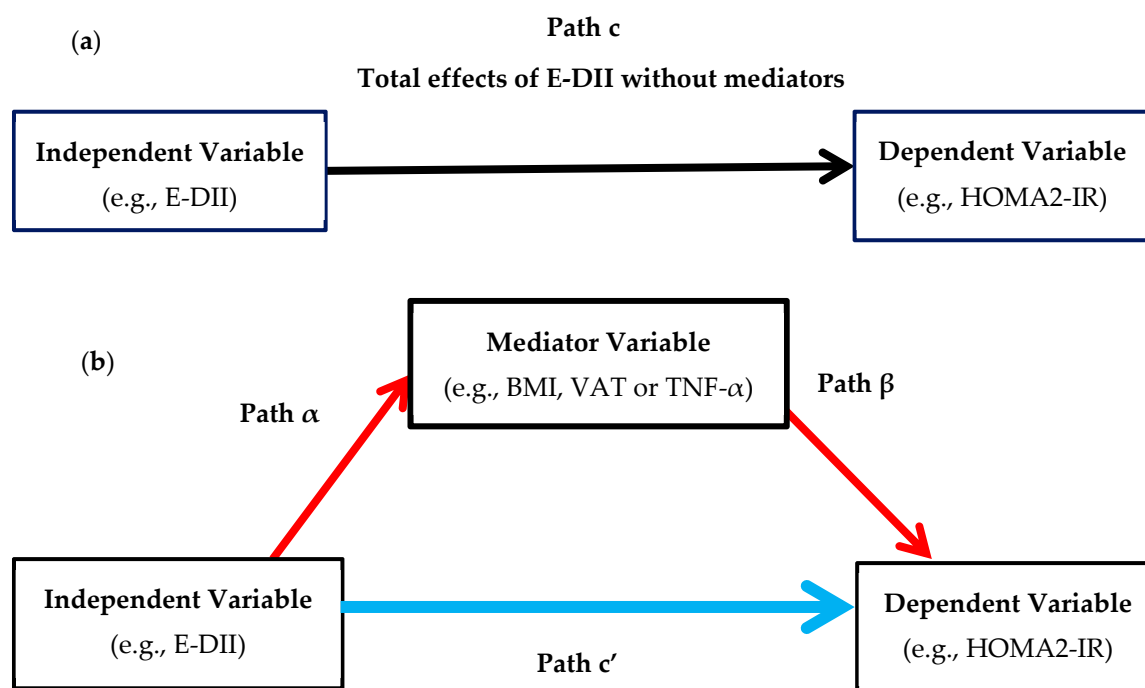 (a)
Path c
Total effects of E-DII without mediators
Independent Variable
(e.g., E-DII)
Dependent Variable
(e.g., HOMA2-IR)
(b)
Mediator Variable
(e.g., BMI, VAT or TNF-α)
Path α
Path β
Independent Variable
(e.g., E-DII)
Path c’
Dependent Variable
(e.g., HOMA2-IR)